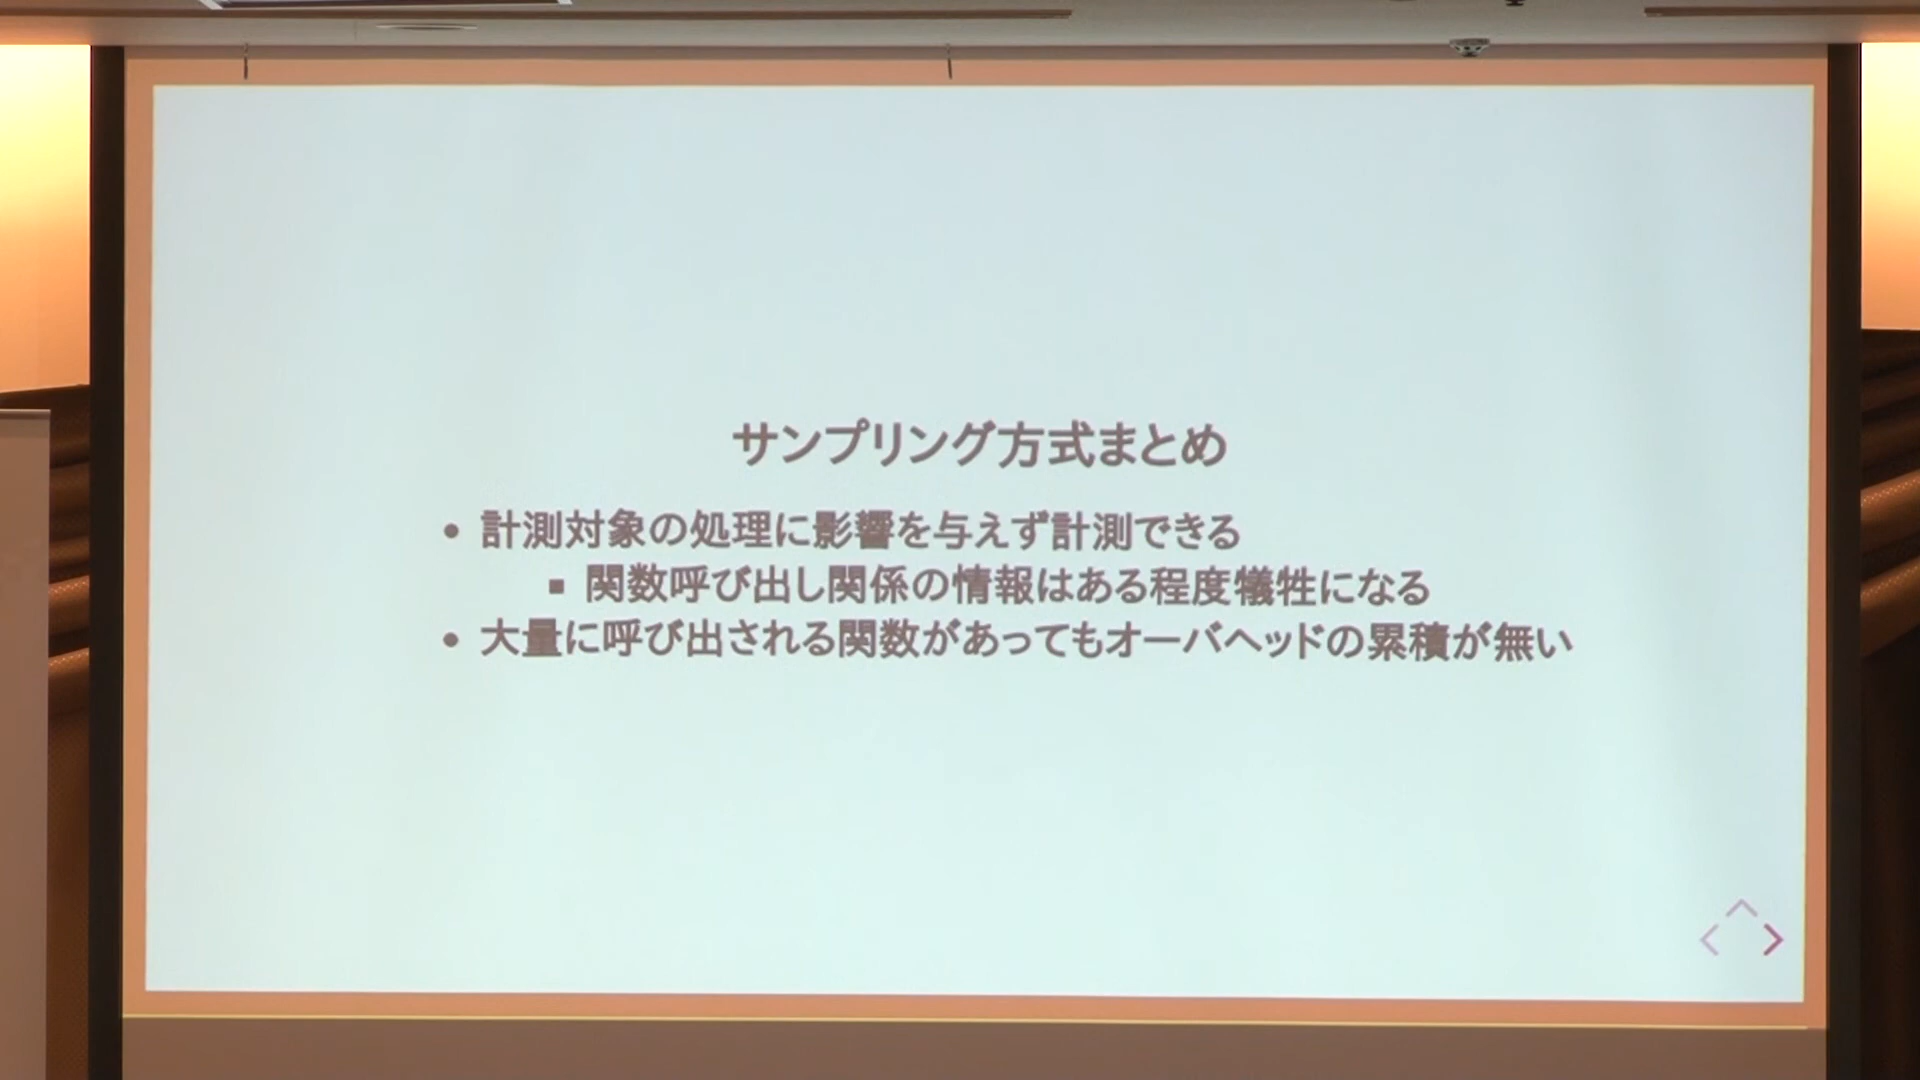 サンプリング方式まとめ
• 計測対象の処理に影響を与えず計測できる
▪ 関数呼び出し関係の情報はある程度犠牲になる
• 大量に呼び出される関数があってもオーバヘッドの累積が無い